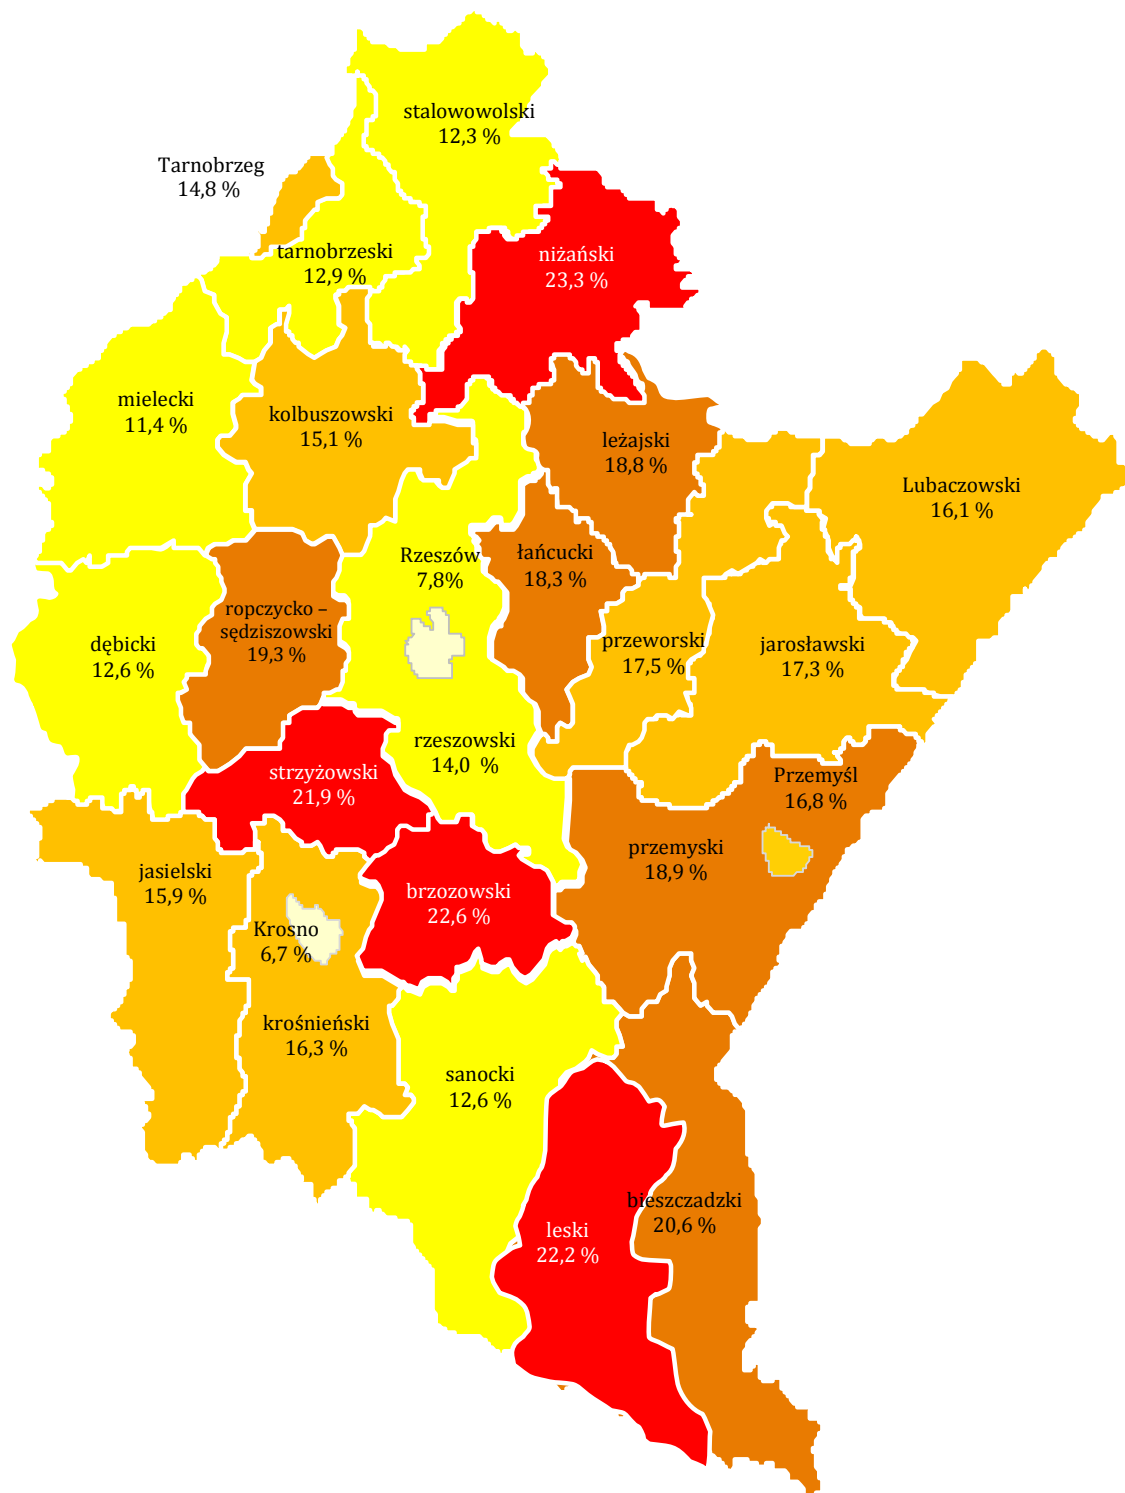 stalowowolski
12,3 %
Tarnobrzeg
14,8 %
tarnobrzeski
12,9 %
niżański
23,3 %
mielecki
11,4 %
kolbuszowski
15,1 %
leżajski
18,8 %
Lubaczowski
16,1 %
Rzeszów
7,8%
łańcucki
18,3 %
ropczycko –
sędziszowski
19,3 %
dębicki
12,6 %
przeworski
17,5 %
jarosławski
17,3 %
rzeszowski
14,0  %
strzyżowski
21,9 %
Przemyśl
16,8 %
przemyski
18,9 %
jasielski
15,9 %
brzozowski
22,6 %
Krosno
6,7 %
krośnieński
16,3 %
sanocki
12,6 %
bieszczadzki
20,6 %
leski
22,2 %